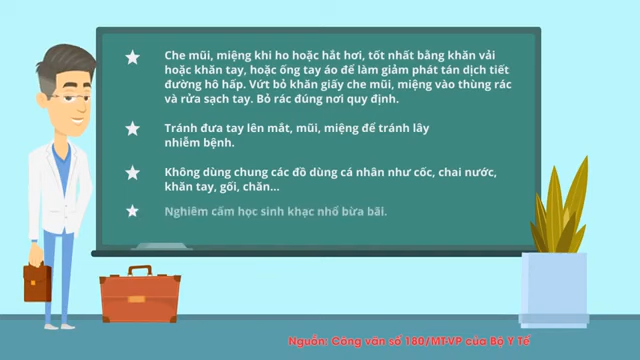 Che mũi, miệng khi ho hoặc hắt hơi, tốt nhất bằng khăn vải
hoặc khăn tay, hoặc ống tay áo để làm giảm phát tán dịch tiết
đường hô hấp. Vứt bỏ khăn giấy che mũi, miệng vào thùng rác
và rửa sạch tay. Bỏ rác đúng nơi quy định.
Tránh đưa tay lên mắt, mũi, miệng để tránh lây
nhiễm bệnh.
Không dùng chung các đồ dùng cá nhân như cốc, chai nước,
khăn tay, gối, chăn...
Nghiêm cấm học sinh khạc nhổ bừa bãi.
Nguồn: Công văn số 180/MTVP của Bộ Y Tế